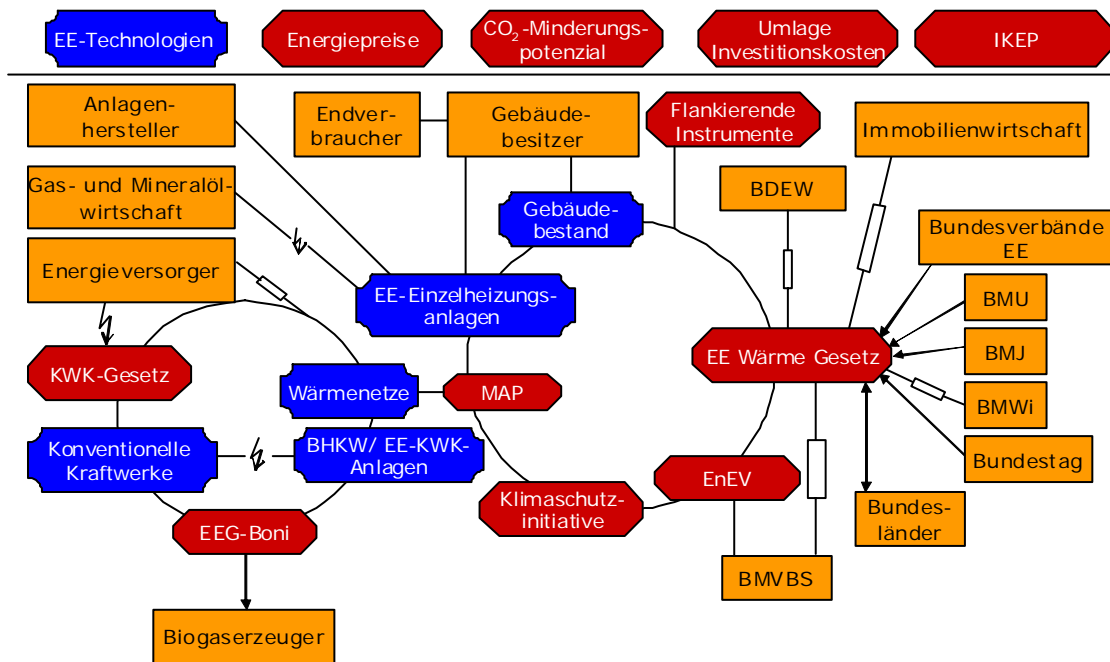 EE-Technologien
Energiepreise
CO₂-Minderungs-
potenzial
Umlage
Investitionskosten
IKEP
Anlagen-
hersteller
Endver-
braucher
Gebäude-
besitzer
Flankierende
Instrumente
Immobilienwirtschaft
Gas- und Mineralöl-
wirtschaft
Gebäude-
bestand
BDEW
Bundesverbände
EE
Energieversorger
EE-Einzelheizungs-
anlagen
BMU
KWK-Gesetz
EE Wärme Gesetz
BMJ
Wärmenetze
MAP
BMWi
Konventionelle
Kraftwerke
BHKW/ EE-KWK-
Anlagen
EnEV
Bundestag
Klimaschutz-
initiative
Bundes-
länder
EEG-Boni
BMVBS
Biogaserzeuger